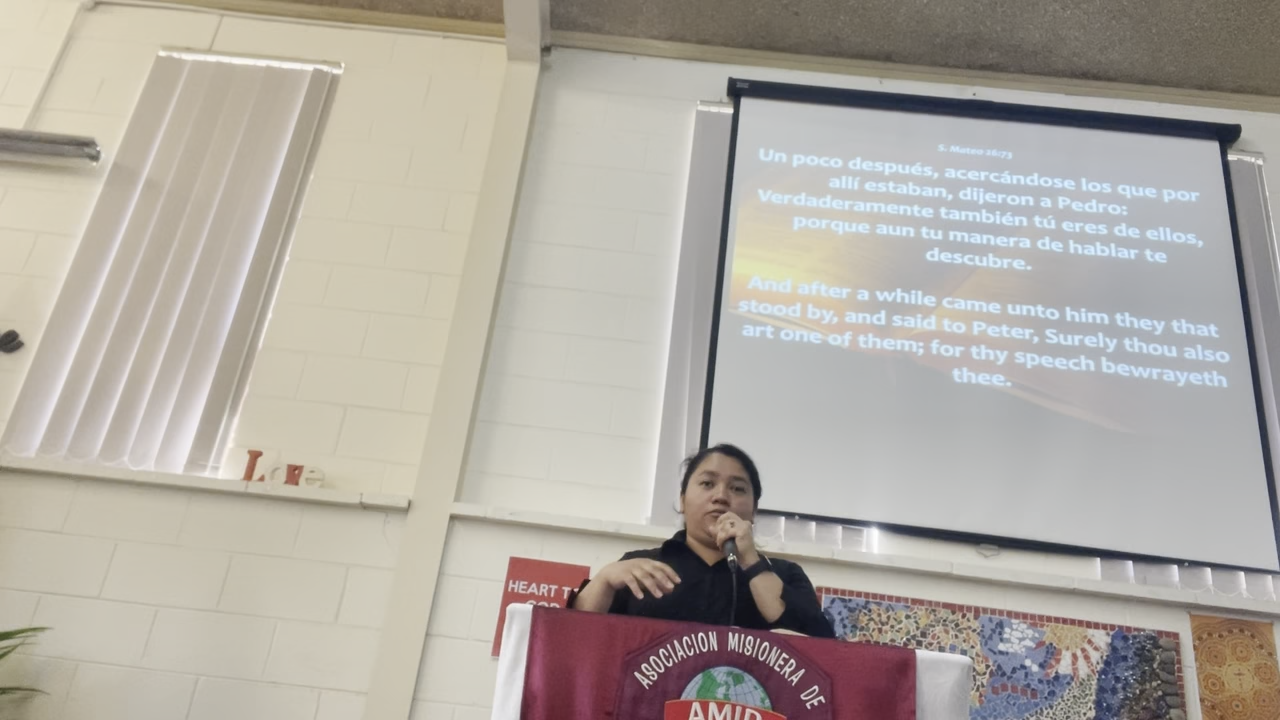 S. Mateo 26:73
Un poco después, acercándose los que por
allí estaban, dijeron a Pedro:
Verdaderamente también tú eres de ellos,
porque aun tu manera de hablar te
descubre.
And after a while came unto him they that
stood by, and said to Peter, Surely thou also
art one of them; for thy speech bewrayeth
thee.
Love
HEART
ASOCIACION MISIONERA DE
AMID